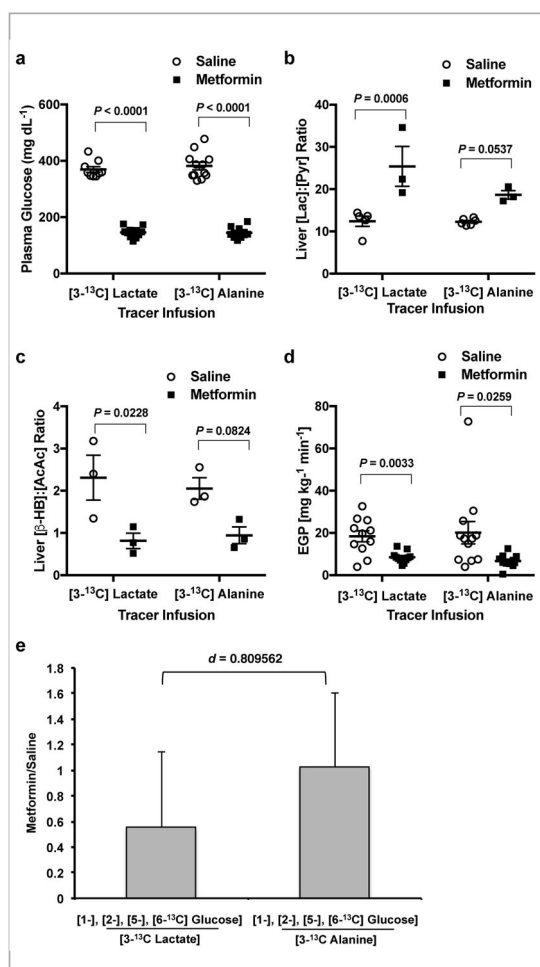 a
Saline
Metformin
P < 0.0001
P < 0.0001
Plasma Glucose (mg dL-1)
600
400
200
0
[3-13C] Lactate
[3-13C] Alanine
Tracer Infusion
b
Saline
Metformin
P = 0.0006
P = 0.0537
Liver [Lac]:[Pyr] Ratio
40
30
20
10
0
[3-13C] Lactate
[3-13C] Alanine
Tracer Infusion
c
Saline
Metformin
P = 0.0228
P = 0.0824
Liver [β-HB]:[AcAc] Ratio
4
3
2
1
0
[3-13C] Lactate
[3-13C] Alanine
Tracer Infusion
d
Saline
Metformin
P = 0.0259
P = 0.0033
EGP [mg kg-1 min-1]
80
60
40
20
0
[3-13C] Lactate
[3-13C] Alanine
Tracer Infusion
e
d = 0.809562
Metformin/Saline
1.8
1.6
1.4
1.2
1
0.8
0.6
0.4
0.2
0
[1-], [2-], [5-], [6-13C] Glucose]
[3-13C Lactate]
[1-], [2-], [5-], [6-13C] Glucose]
[3-13C Alanine]